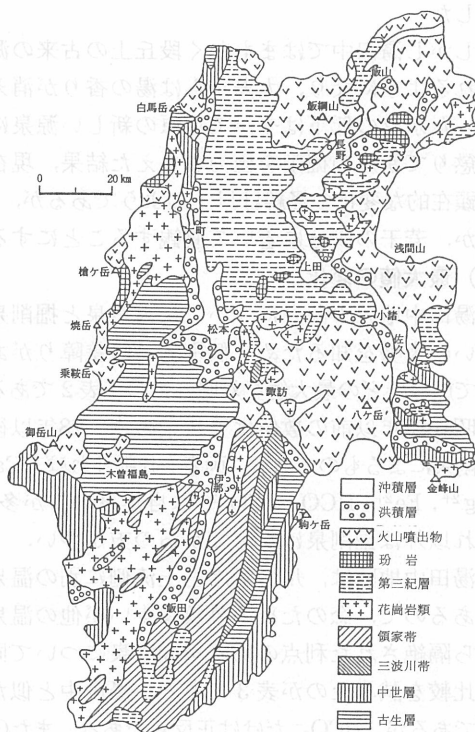 白馬岳
飯綱山
飯山
長野
0 20 km
大町
浅間山
槍ヶ岳
上田
小諸
焼岳
松本
佐久
乗鞍岳
諏訪
八ヶ岳
御岳山
木曽福島
伊那
金峰山
駒ヶ岳
飯田
沖積層
洪積層
火山噴出物
玢岩
第三紀層
花崗岩類
領家帯
三波川帯
中世層
古生層